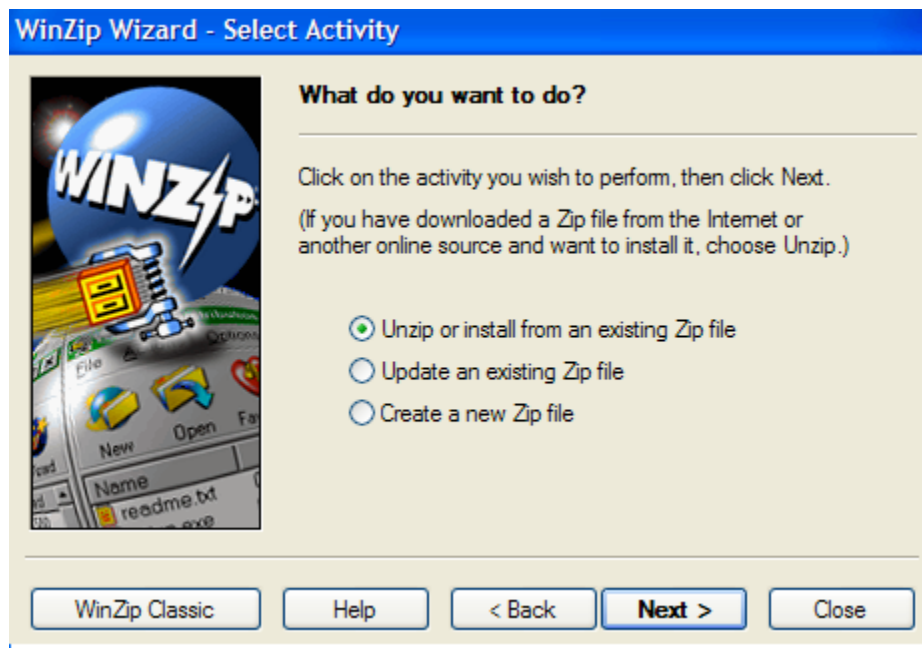 WinZip Wizard - Select Activity
What do you want to do?
Click on the activity you wish to perform, then click Next.
(If you have downloaded a Zip file from the Internet or
another online source and want to install it, choose Unzip.)
WINZIP
File
Options
New
Open
Name
readme.txt
Unzip or install from an existing Zip file
Update an existing Zip file
Create a new Zip file
WinZip Classic
Help
< Back
Next >
Close